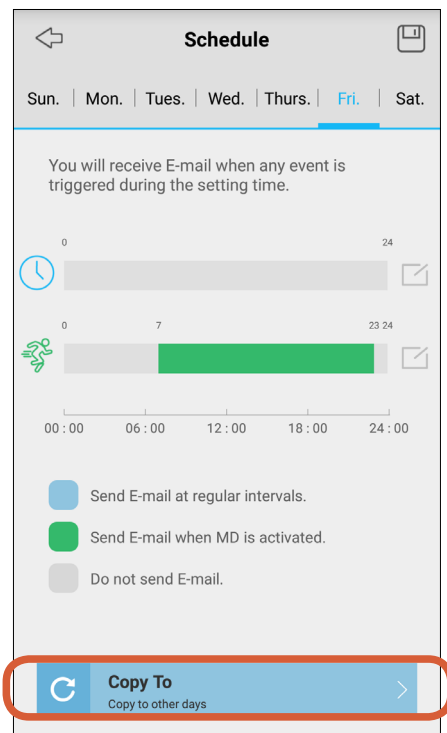 Schedule
Sun. Mon. Tues. Wed. Thurs. Fri. Sat.
You will receive E-mail when any event is
triggered during the setting time.
0 24
0 7 23 24
00 : 00 06 : 00 12 : 00 18 : 00 24 : 00
Send E-mail at regular intervals.
Send E-mail when MD is activated.
Do not send E-mail.
Copy To
Copy to other days